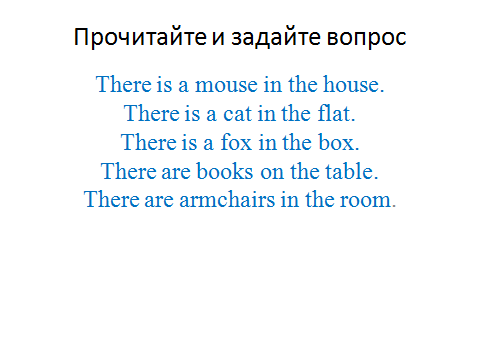 Прочитайте и задайте вопрос
There is a mouse in the house.
There is a cat in the flat.
There is a fox in the box.
There are books on the table.
There are armchairs in the room.